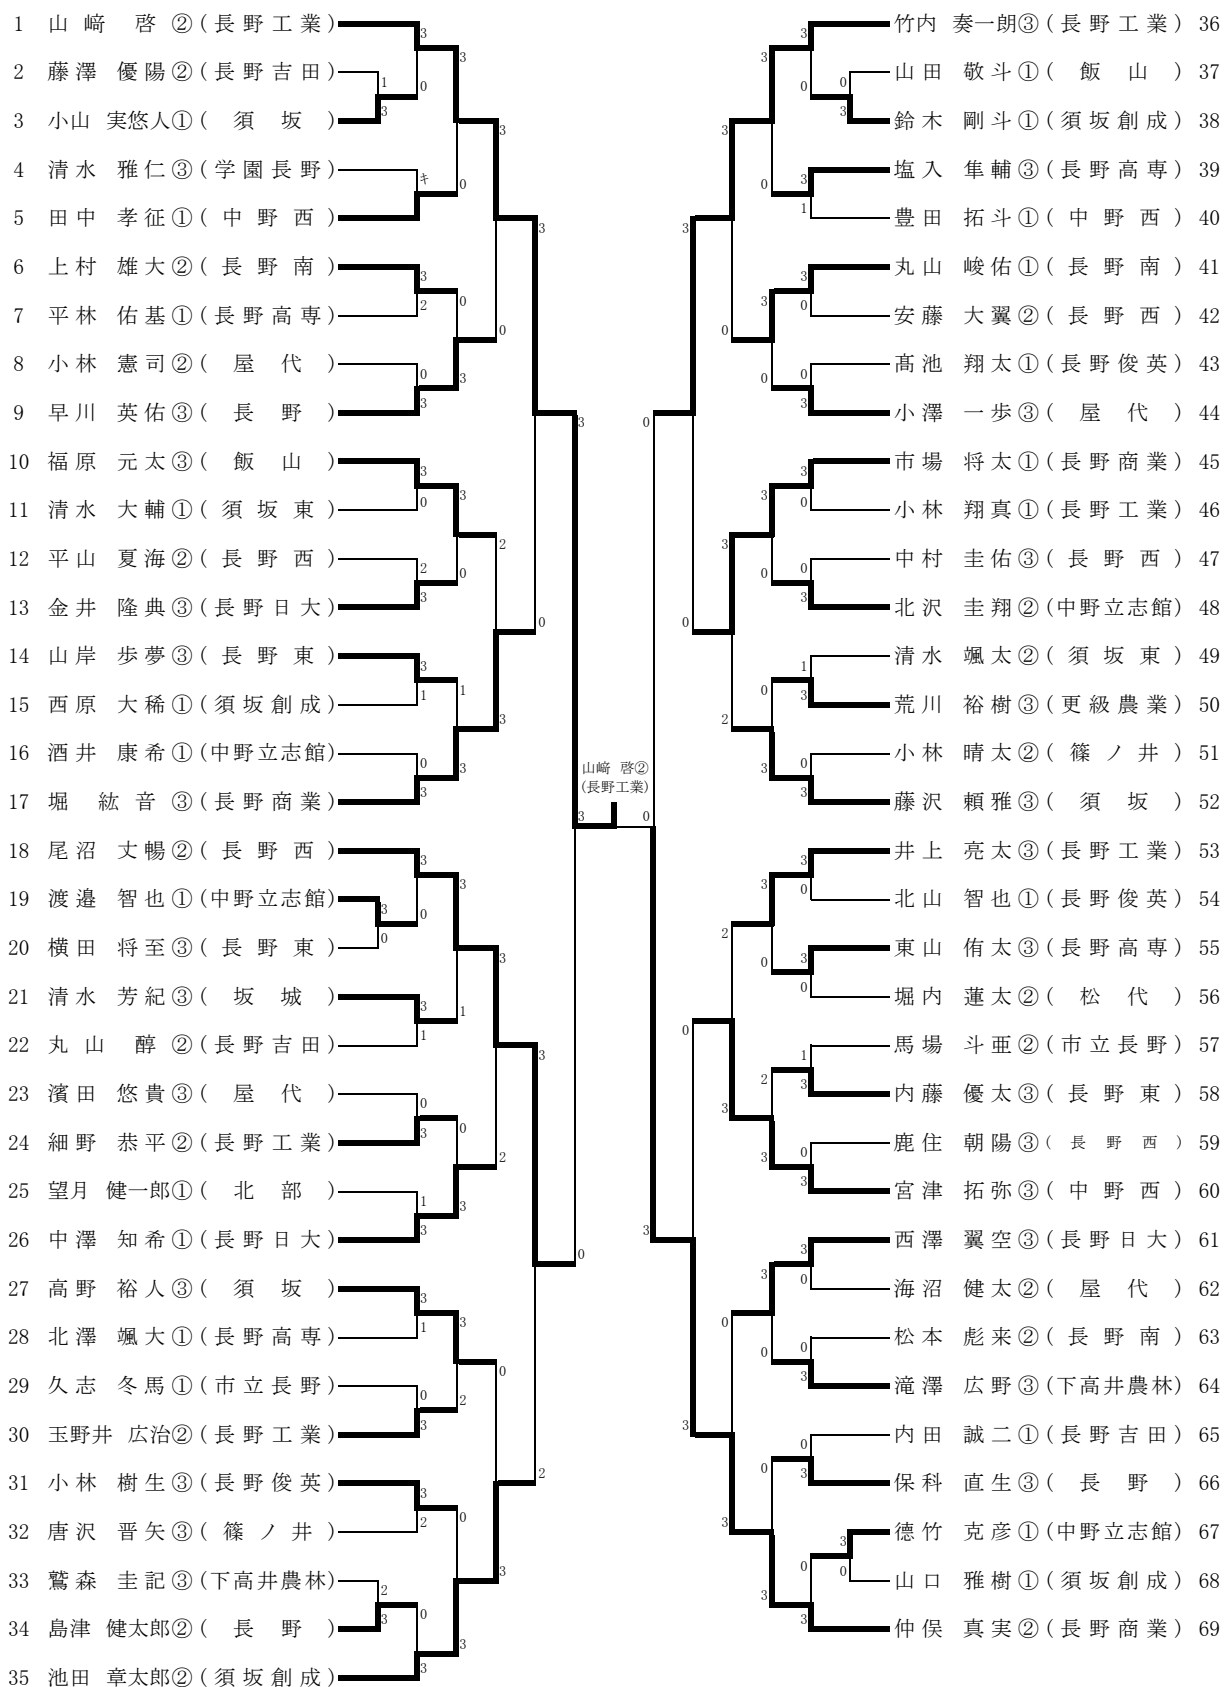 1 山﨑 啓②(長野工業)
2 藤澤 優陽②(長野吉田)
3 小山 実悠人①(須坂)
4 清水 雅仁③(学園長野)
5 田中 孝征①(中野西)
6 上村 雄大②(長野南)
7 平林 佑基①(長野高専)
8 小林 憲司②(屋代)
9 早川 英佑③(長野)
10 福原 元太③(飯山)
11 清水 大輔①(須坂東)
12 平山 夏海②(長野西)
13 金井 隆典③(長野日大)
14 山岸 歩夢③(長野東)
15 西原 大稀①(須坂創成)
16 酒井 康希①(中野立志館)
17 堀 紘音③(長野商業)
18 尾沼 丈暢②(長野西)
19 渡邉 智也①(中野立志館)
20 横田 将至③(長野東)
21 清水 芳紀③(坂城)
22 丸山 醇②(長野吉田)
23 濱田 悠貴③(屋代)
24 細野 恭平②(長野工業)
25 望月 健一郎①(北部)
26 中澤 知希①(長野日大)
27 高野 裕人③(須坂)
28 北澤 颯大①(長野高専)
29 久志 冬馬①(市立長野)
30 玉野井 広治②(長野工業)
31 小林 樹生③(長野俊英)
32 唐沢 晋矢③(篠ノ井)
33 鷲森 圭記③(下高井農林)
34 島津 健太郎②(長野)
35 池田 章太郎②(須坂創成)
山﨑 啓②
(長野工業)
竹内 奏一朗③(長野工業) 36
山田 敬斗①(飯山) 37
鈴木 剛斗①(須坂創成) 38
塩入 隼輔③(長野高専) 39
豊田 拓斗①(中野西) 40
丸山 峻佑①(長野南) 41
安藤 大翼②(長野西) 42
髙池 翔太①(長野俊英) 43
小澤 一歩③(屋代) 44
市場 将太①(長野商業) 45
小林 翔真①(長野工業) 46
中村 圭佑③(長野西) 47
北沢 圭翔②(中野立志館) 48
清水 颯太②(須坂東) 49
荒川 裕樹③(更級農業) 50
小林 晴太②(篠ノ井) 51
藤沢 頼雅③(須坂) 52
井上 亮太③(長野工業) 53
北山 智也①(長野俊英) 54
東山 侑太③(長野高専) 55
堀内 蓮太②(松代) 56
馬場 斗亜②(市立長野) 57
内藤 優太③(長野東) 58
鹿住 朝陽③(長野西) 59
宮津 拓弥③(中野西) 60
西澤 翼空③(長野日大) 61
海沼 健太②(屋代) 62
松本 彪来②(長野南) 63
滝澤 広野③(下高井農林) 64
内田 誠二①(長野吉田) 65
保科 直生③(長野) 66
德竹 克彦①(中野立志館) 67
山口 雅樹①(須坂創成) 68
仲俣 真実②(長野商業) 69